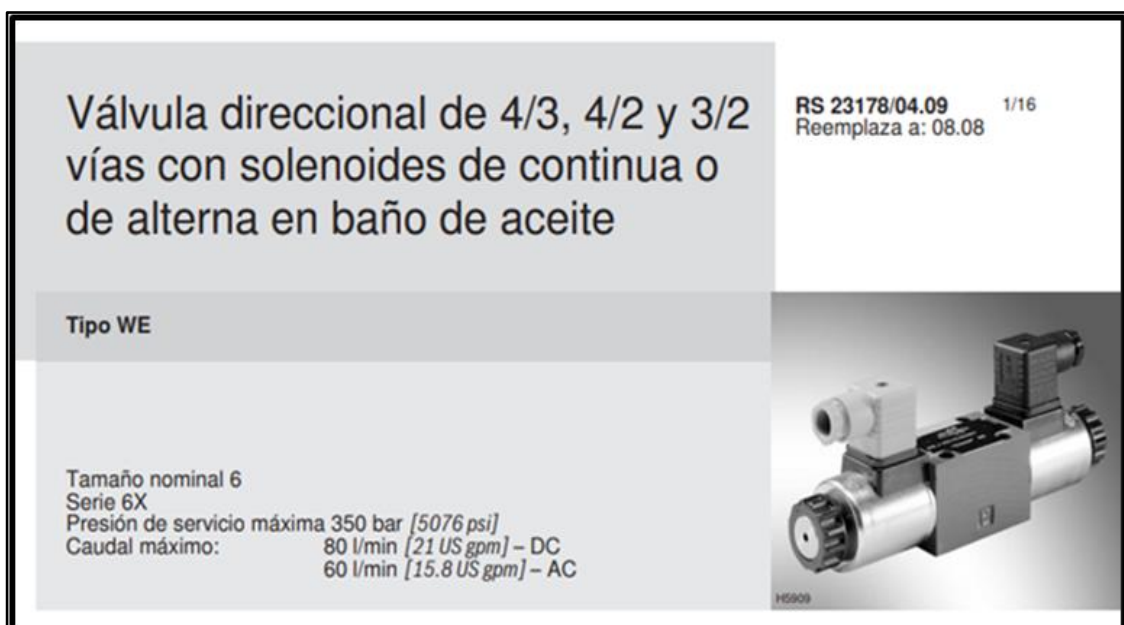 Válvula direccional de 4/3, 4/2 y 3/2
vías con solenoides de continua o
de alterna en baño de aceite
RS 23178/04.09 1/16
Reemplaza a: 08.08
Tipo WE
Tamaño nominal 6
Serie 6X
Presión de servicio máxima 350 bar [5076 psi]
Caudal máximo: 80 l/min [21 US gpm] – DC
60 l/min [15.8 US gpm] – AC
H5909